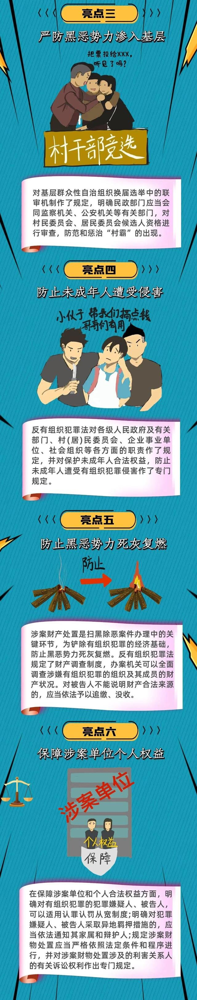 亮点三
严防黑恶势力渗入基层
把票投给XXX，
听见了吗？
村干部竞选
对基层群众性自治组织换届选举中的联
审机制作了规定，明确民政部门应当会
同监察机关、公安机关等有关部门，对
村民委员会、居民委员会候选人资格进
行审查，防范和惩治“村霸”的出现。
亮点四
防止未成年人遭受侵害
小伙子 帮我们搞点钱
哥哥们有用
反有组织犯罪法对各级人民政府及有关
部门、村(居)民委员会、企业事业单
位、社会组织等各方面的职责作了规
定，并对保护未成年人合法权益，防止
未成年人遭受有组织犯罪侵害作了专门
规定。
亮点五
防止黑恶势力死灰复燃
防止
涉案财产处置是扫黑除恶案件办理中的关
键环节，为铲除有组织犯罪的经济基础，
防止黑恶势力死灰复燃。反有组织犯罪法
规定了财产调查制度，办案机关可以全面
调查涉嫌有组织犯罪的组织及其成员的财
产状况。对被告人不能说明财产合法来源
的，应当依法予以追缴、没收。
亮点六
保障涉案单位个人权益
涉案单位
个人权益
保障
在保障涉案单位和个人合法权益方面，明
确对有组织犯罪的犯罪嫌疑人、被告人，
可以适用认罪认罚从宽制度;明确对犯罪
嫌疑人、被告人采取异地羁押措施的，应
当依法通知其家属和辩护人;规定涉案财
物处置应当严格依照法定条件和程序进
行，并对涉案财物处置涉及的利害关系人
的有关诉讼权利作出专门规定。